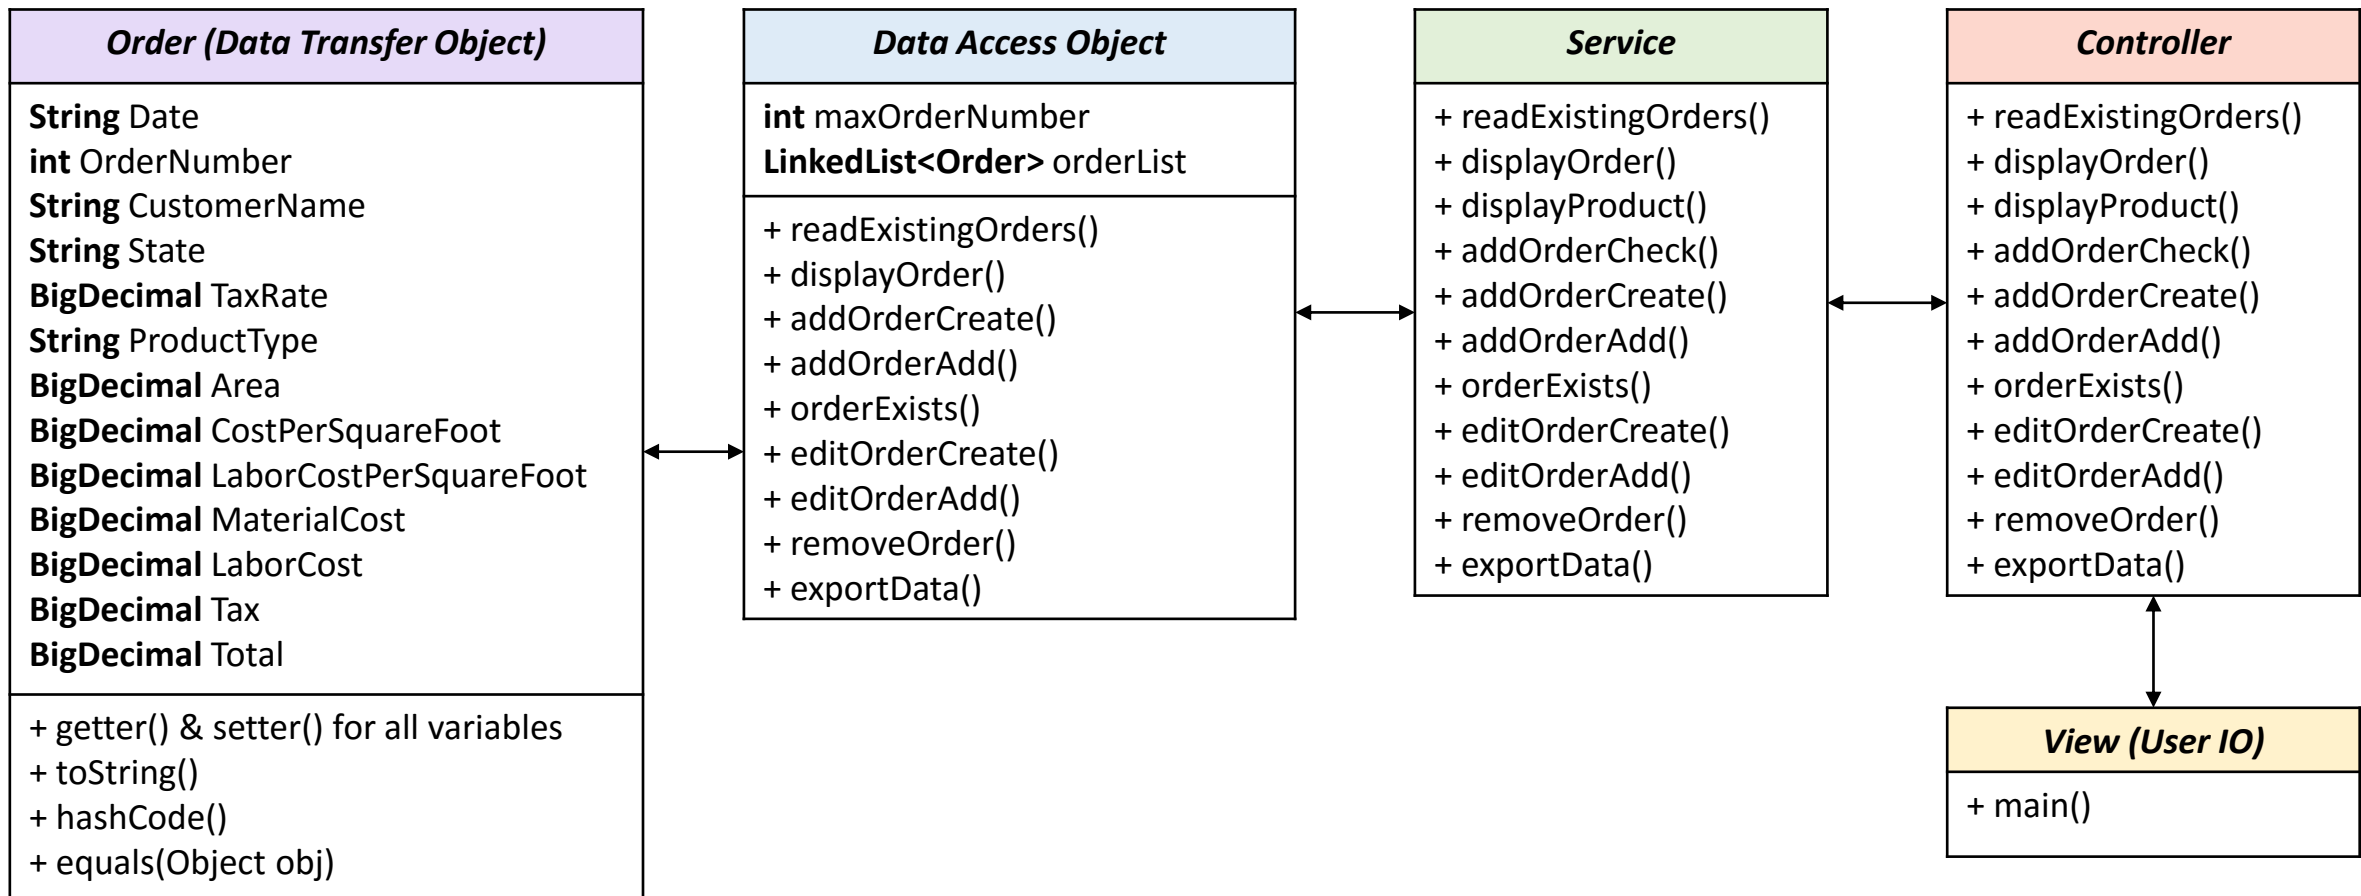 Order (Data Transfer Object)
String Date
int OrderNumber
String CustomerName
String State
BigDecimal TaxRate
String ProductType
BigDecimal Area
BigDecimal CostPerSquareFoot
BigDecimal LaborCostPerSquareFoot
BigDecimal MaterialCost
BigDecimal LaborCost
BigDecimal Tax
BigDecimal Total
+ getter() & setter() for all variables
+ toString()
+ hashCode()
+ equals(Object obj)
Data Access Object
int maxOrderNumber
LinkedList<Order> orderList
+ readExistingOrders()
+ displayOrder()
+ addOrderCreate()
+ addOrderAdd()
+ orderExists()
+ editOrderCreate()
+ editOrderAdd()
+ removeOrder()
+ exportData()
Service
+ readExistingOrders()
+ displayOrder()
+ displayProduct()
+ addOrderCheck()
+ addOrderCreate()
+ addOrderAdd()
+ orderExists()
+ editOrderCreate()
+ editOrderAdd()
+ removeOrder()
+ exportData()
Controller
+ readExistingOrders()
+ displayOrder()
+ displayProduct()
+ addOrderCheck()
+ addOrderCreate()
+ addOrderAdd()
+ orderExists()
+ editOrderCreate()
+ editOrderAdd()
+ removeOrder()
+ exportData()
View (User IO)
+ main()